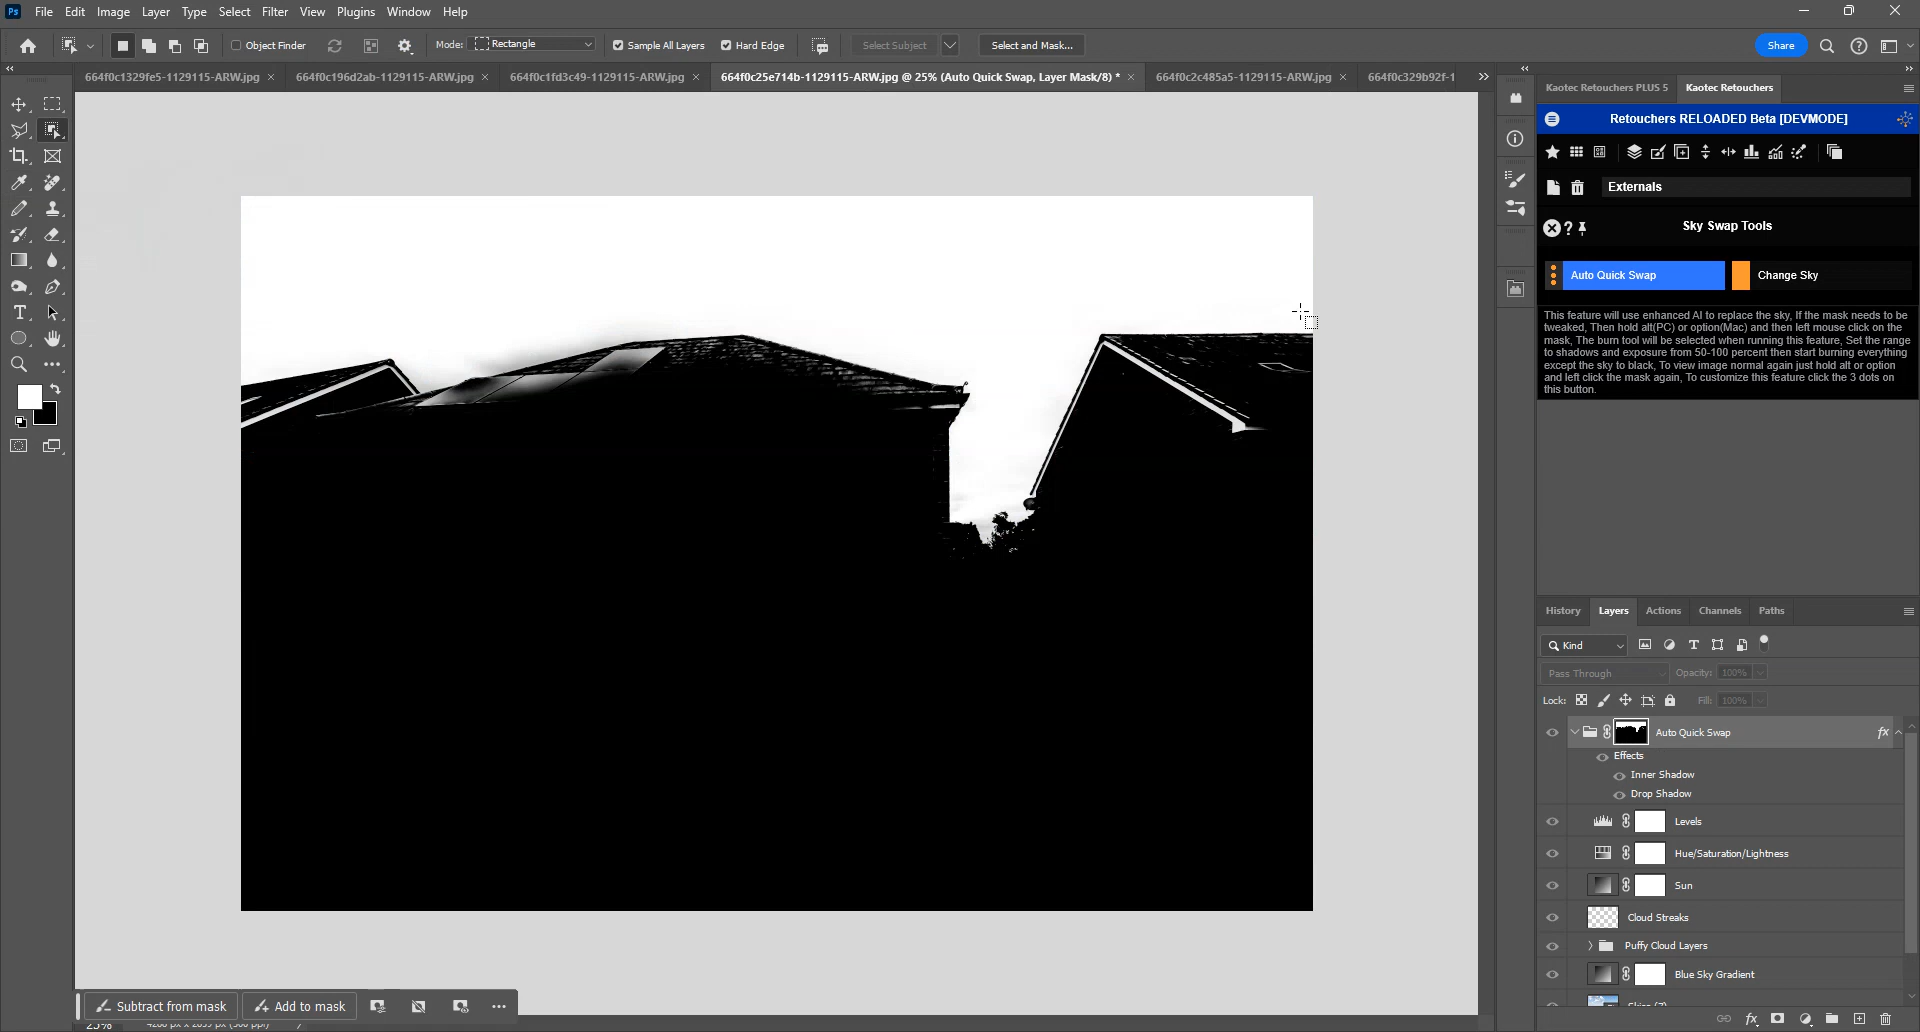 Ps File Edit Image Layer Type Select Filter View Plugins Window Help
Object Finder Mode: Rectangle Sample All Layers Hard Edge Select Subject Select and Mask... Share
664f0c1329fe5-1129115-ARW.jpg × 664f0c196d2ab-1129115-ARW.jpg × 664f0c1fd3c49-1129115-ARW.jpg × 664f0c25e714b-1129115-ARW.jpg @ 25% (Auto Quick Swap, Layer Mask/8) * × 664f0c2c485a5-1129115-ARW.jpg × 664f0c329b92f-1
Kaotec Retouchers PLUS 5 Kaotec Retouchers
Retouchers RELOADED Beta [DEVMODE]
Externals
Sky Swap Tools
Auto Quick Swap Change Sky
This feature will use enhanced AI to replace the sky, If the mask needs to be
tweaked, Then hold alt(PC) or option(Mac) and then left mouse click on the
mask, The burn tool will be selected when running this feature, Set the range
to shadows and exposure from 50-100 percent then start burning everything
except the sky to black, To view image normal again just hold alt or option
and left click the mask again, To customize this feature click the 3 dots on
this button.
History Layers Actions Channels Paths
Kind
Pass Through Opacity: 100%
Lock: Fill: 100%
Auto Quick Swap fx
Effects
Inner Shadow
Drop Shadow
Levels
Hue/Saturation/Lightness
Sun
Cloud Streaks
Puffy Cloud Layers
Blue Sky Gradient
Subtract from mask Add to mask
25%
fx